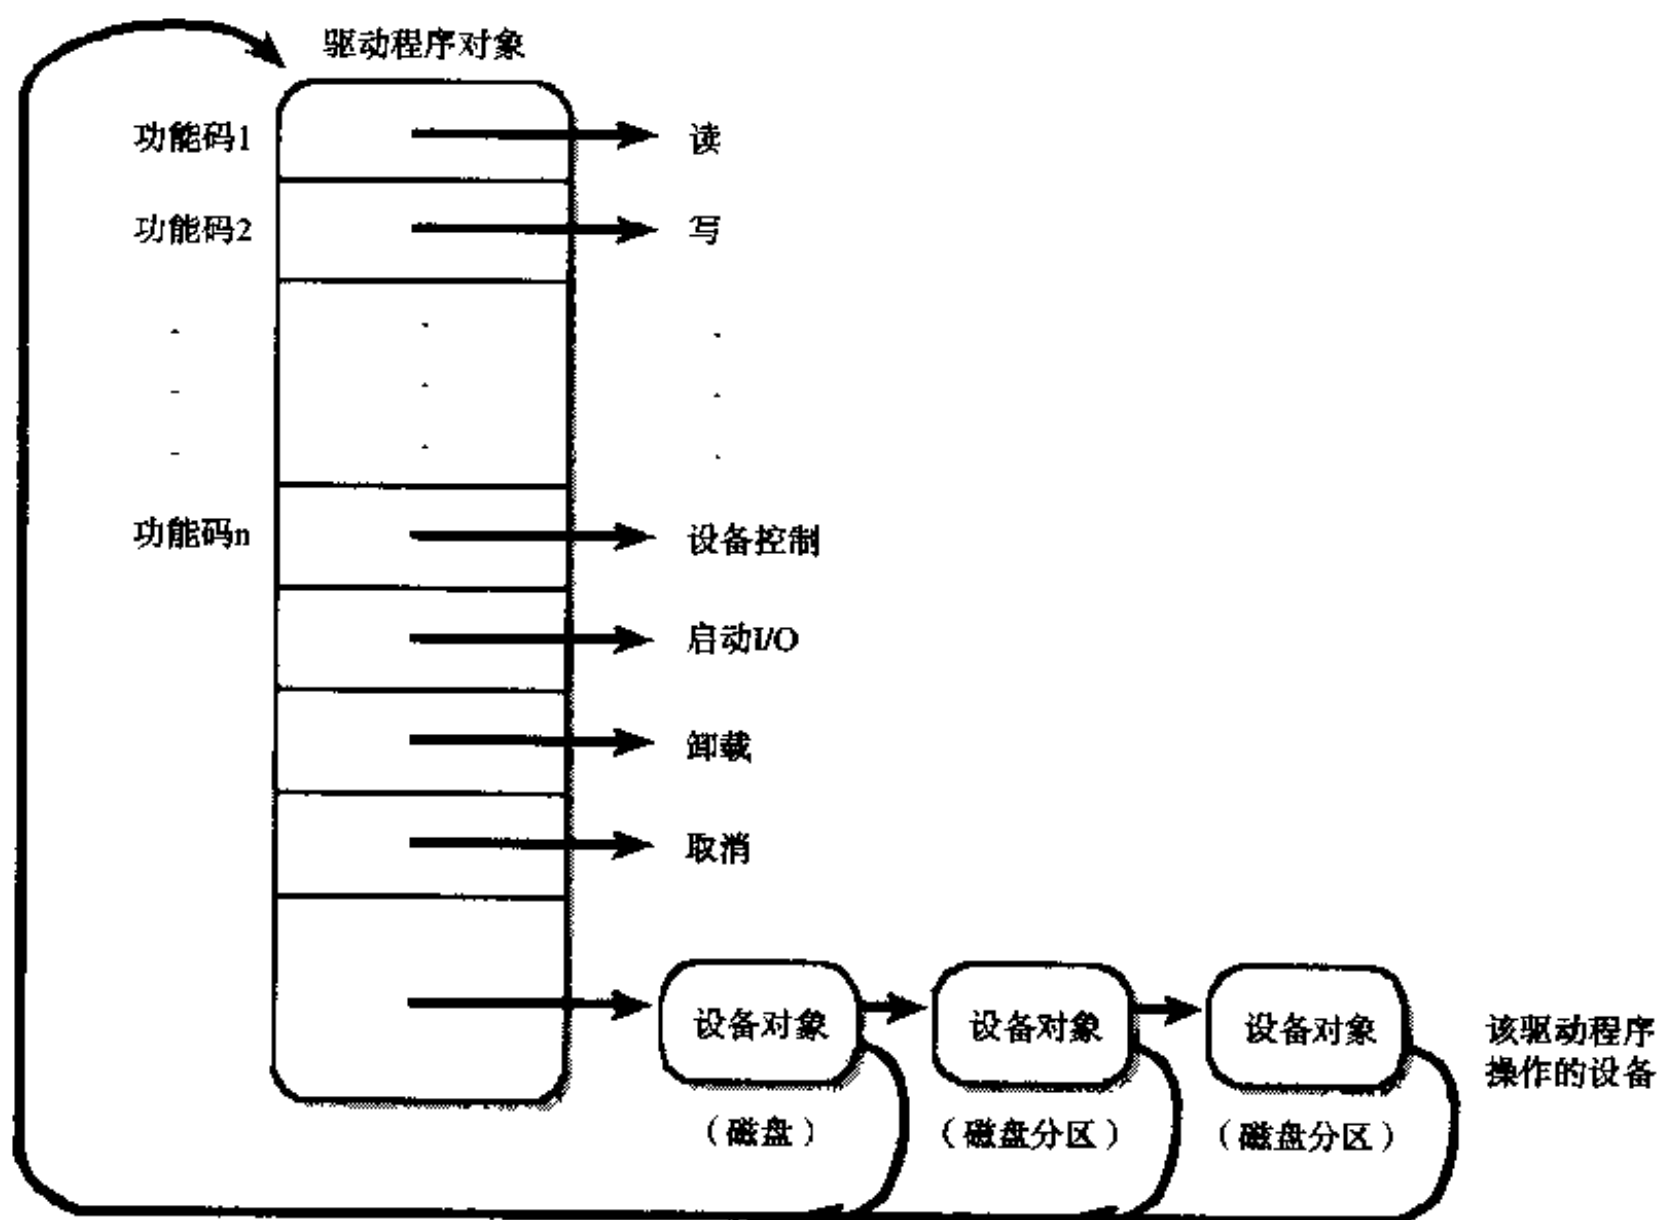 驱动程序对象
功能码1
读
功能码2
写
功能码n
设备控制
启动I/O
卸载
取消
设备对象
设备对象
设备对象
该驱动程序
操作的设备
（磁盘）
（磁盘分区）
（磁盘分区）